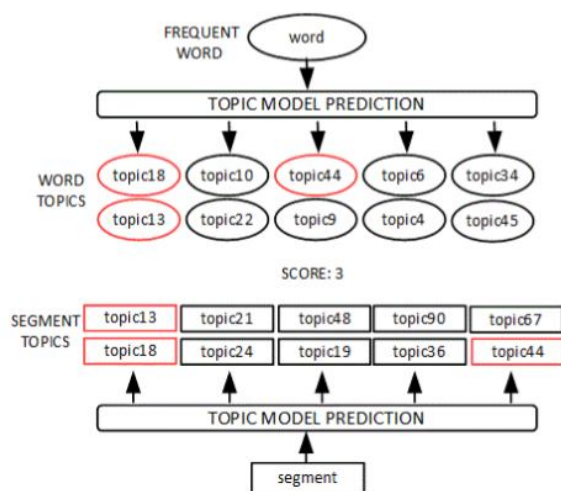 FREQUENT
WORD
word
TOPIC MODEL PREDICTION
WORD
TOPICS
topic18 topic10 topic44 topic6 topic34
topic13 topic22 topic9 topic4 topic45
SCORE: 3
SEGMENT
TOPICS
topic13 topic21 topic48 topic90 topic67
topic18 topic24 topic19 topic36 topic44
TOPIC MODEL PREDICTION
segment